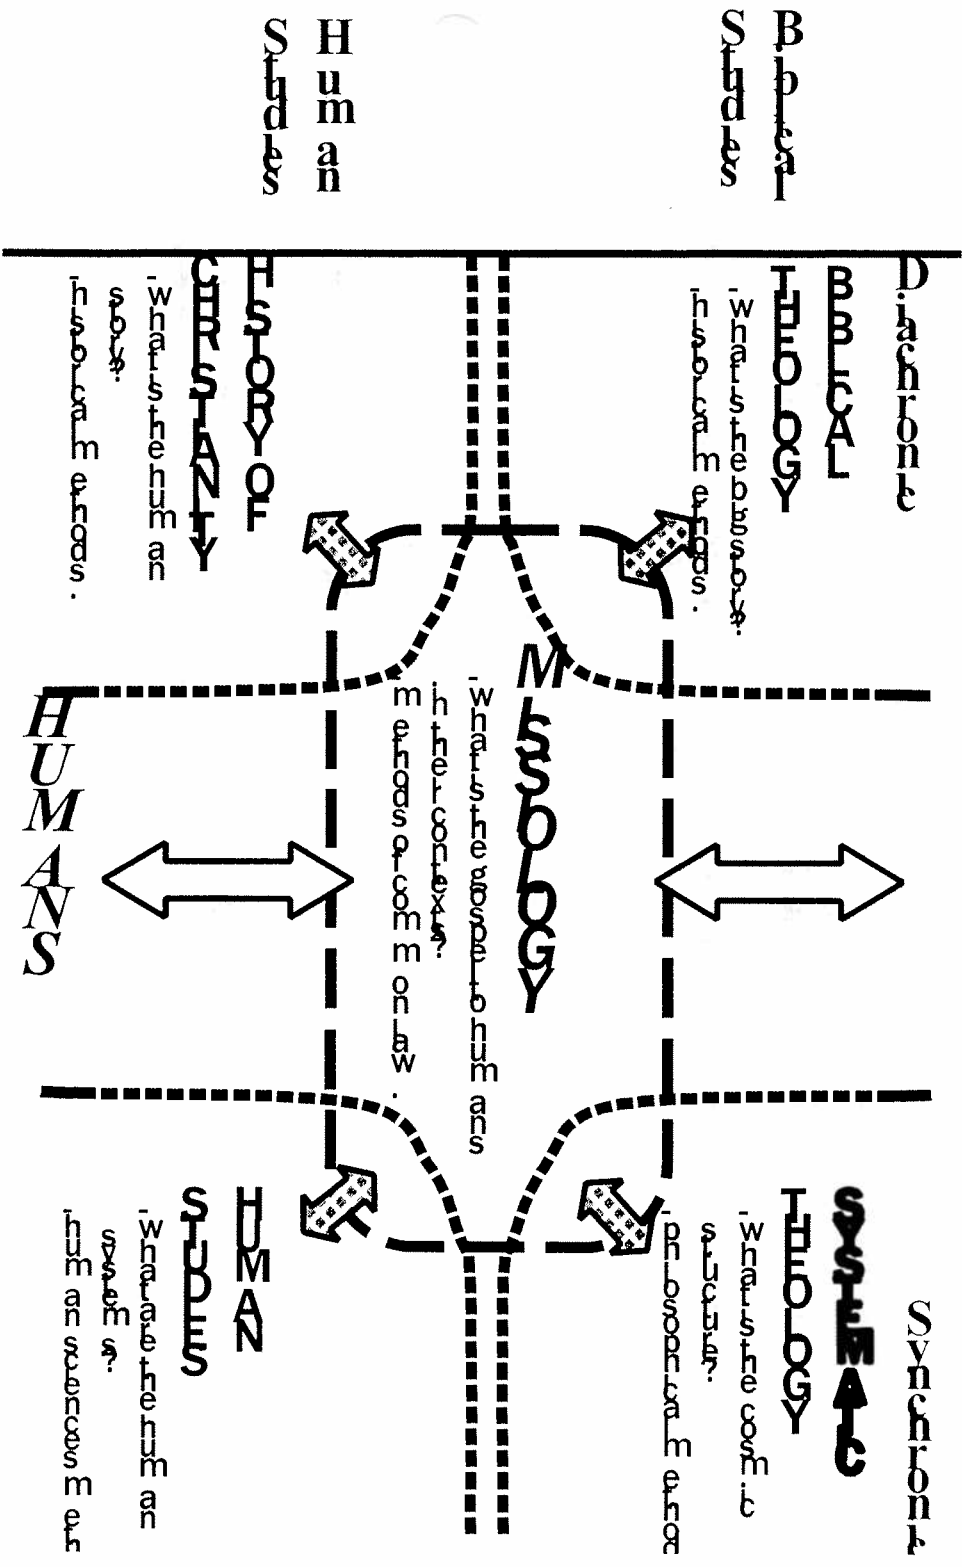 Diachronic
Synchronic
Biblical
Studies
BIBLICAL
THEOLOGY
-what is the big story?
-historical methods.
SYSTEMATIC
THEOLOGY
-what is the cosmic
structure?
-philosophical method
MISSIOLOGY
-what is the gospel to humans
in their contexts?
-methods of common law.
Human
Studies
HISTORY OF
CHRISTIANITY
-what is the human
story?
-historical methods.
HUMAN
STUDIES
-what are the human
systems?
-human sciences meth
HUMANS